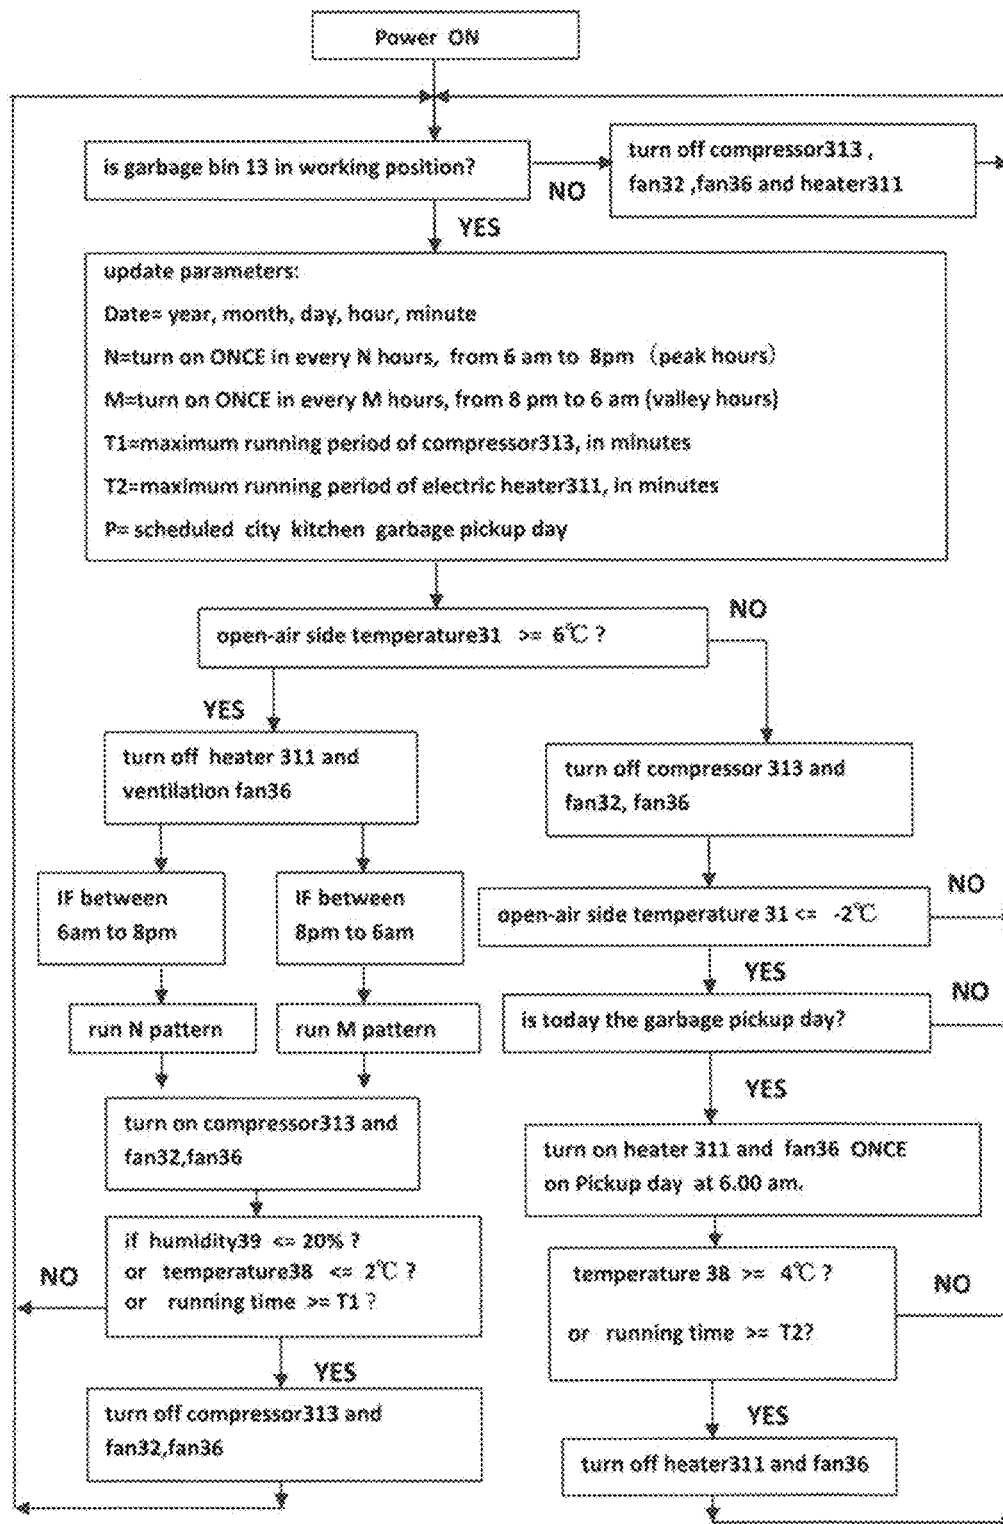 Power ON
is garbage bin 13 in working position?
NO
turn off compressor313 ,
fan32 ,fan36 and heater311
YES
update parameters:
Date= year, month, day, hour, minute
N=turn on ONCE in every N hours, from 6 am to 8pm （peak hours）
M=turn on ONCE in every M hours, from 8 pm to 6 am (valley hours)
T1=maximum running period of compressor313, in minutes
T2=maximum running period of electric heater311, in minutes
P= scheduled city kitchen garbage pickup day
open-air side temperature31 >= 6℃ ?
NO
YES
turn off heater 311 and
ventilation fan36
turn off compressor 313 and
fan32, fan36
IF between
6am to 8pm
IF between
8pm to 6am
open-air side temperature 31 <= -2℃
NO
YES
run N pattern
run M pattern
is today the garbage pickup day?
NO
YES
turn on compressor313 and
fan32,fan36
turn on heater 311 and fan36 ONCE
on Pickup day at 6.00 am.
if humidity39 <= 20% ?
or temperature38 <= 2℃ ?
or running time >= T1 ?
NO
YES
temperature 38 >= 4℃ ?
or running time >= T2?
NO
YES
turn off compressor313 and
fan32,fan36
turn off heater311 and fan36